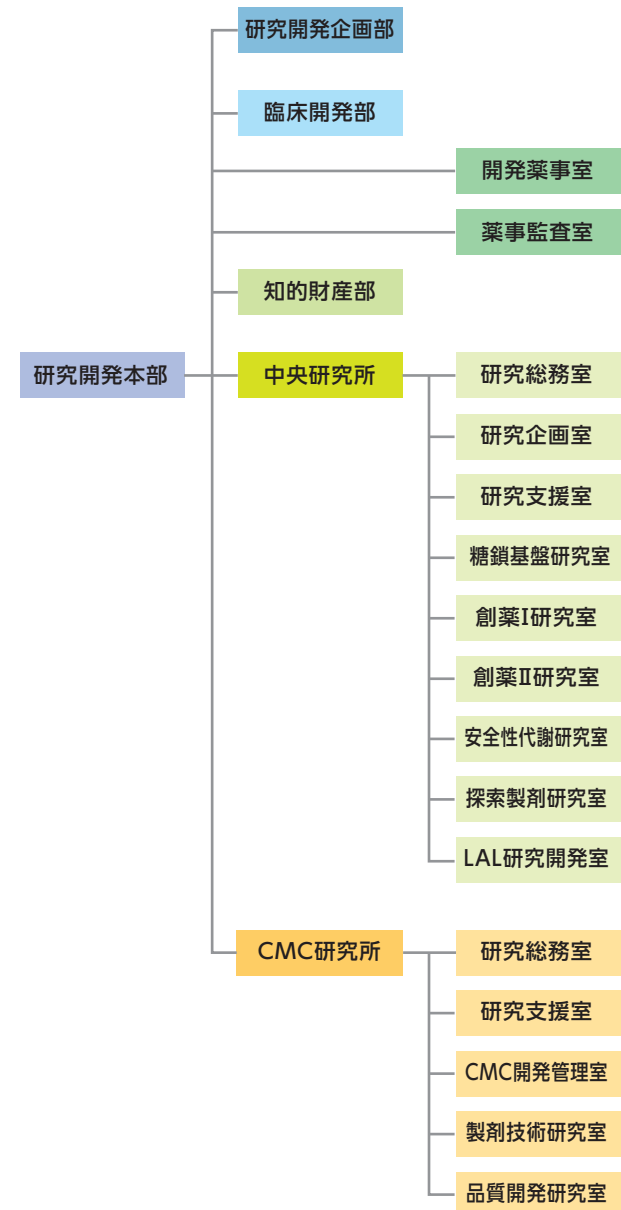 研究開発企画部
臨床開発部
開発薬事室
薬事監査室
知的財産部
研究開発本部
中央研究所
研究総務室
研究企画室
研究支援室
糖鎖基盤研究室
創薬I研究室
創薬II研究室
安全性代謝研究室
探索製剤研究室
LAL研究開発室
CMC研究所
研究総務室
研究支援室
CMC開発管理室
製剤技術研究室
品質開発研究室